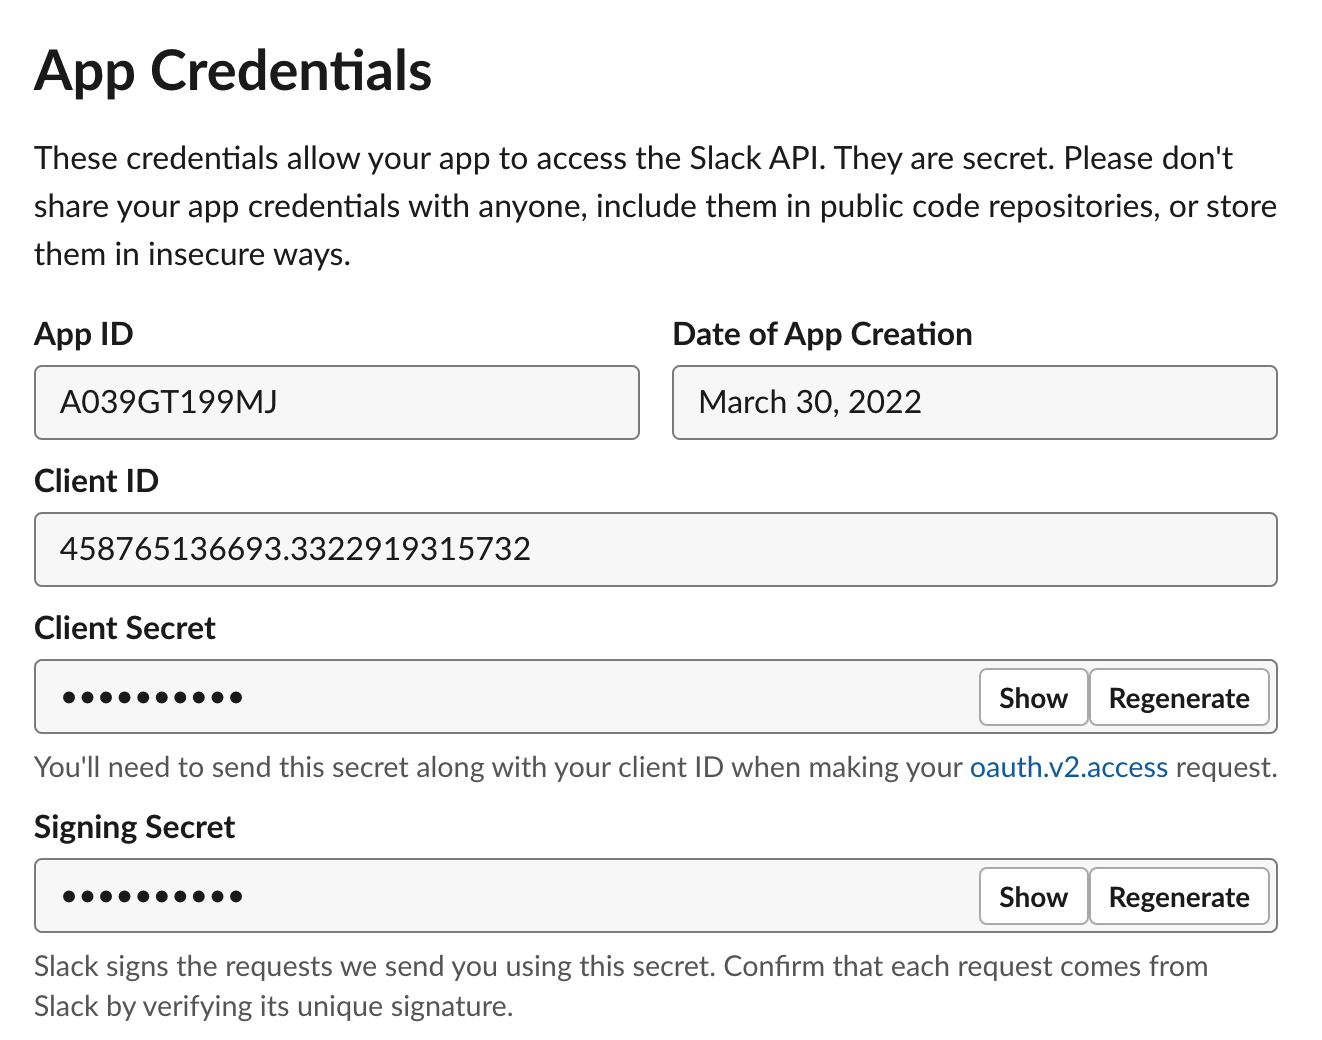 App Credentials
These credentials allow your app to access the Slack API. They are secret. Please don't
share your app credentials with anyone, include them in public code repositories, or store
them in insecure ways.
App ID
Date of App Creation
A039GT199MJ
March 30, 2022
Client ID
458765136693.3322919315732
Client Secret
••••••••••
Show
Regenerate
You'll need to send this secret along with your client ID when making your oauth.v2.access request.
Signing Secret
••••••••••
Show
Regenerate
Slack signs the requests we send you using this secret. Confirm that each request comes from
Slack by verifying its unique signature.